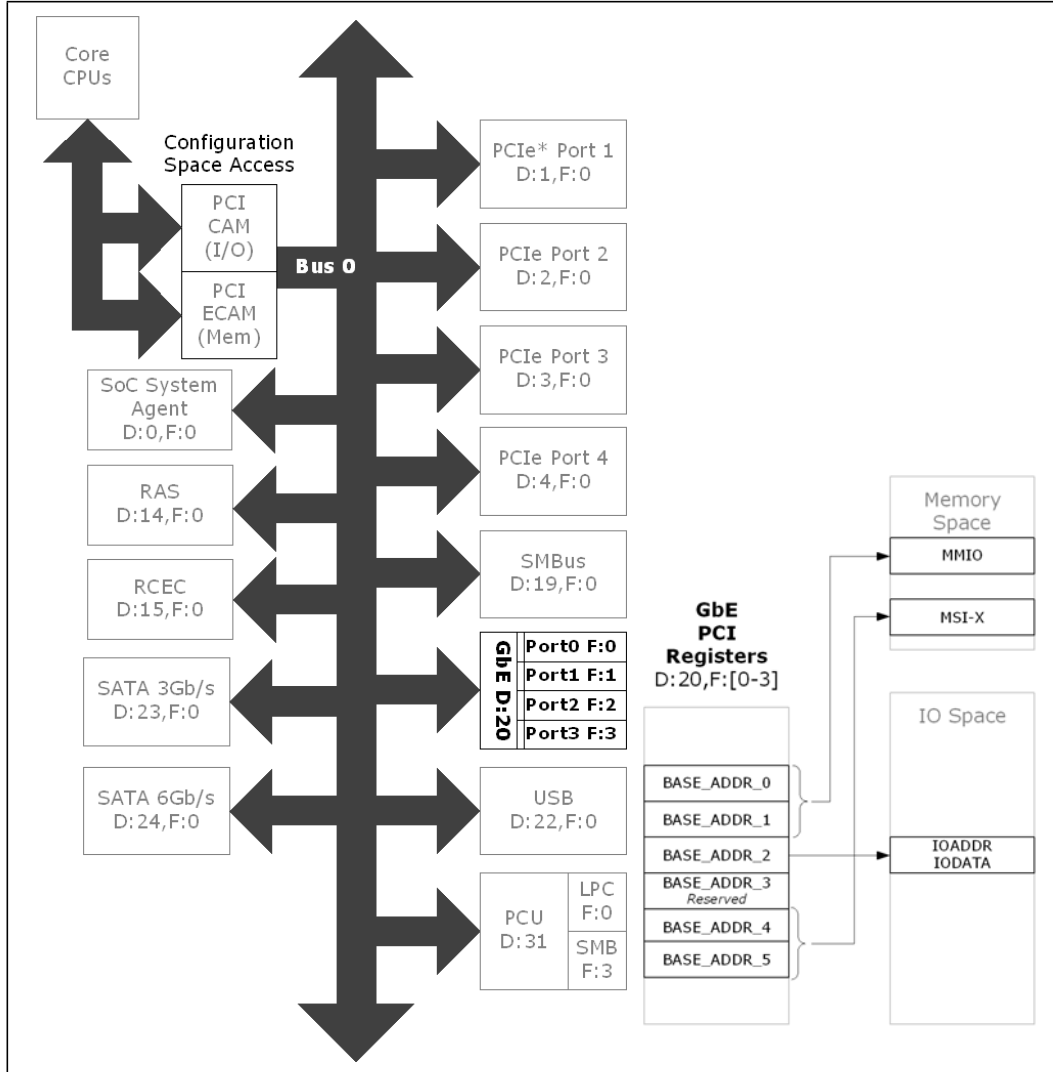 Core
CPUs
Configuration
Space Access
PCI
CAM
(I/O)
PCI
ECAM
(Mem)
Bus 0
SoC System
Agent
D:0,F:0
RAS
D:14,F:0
RCEC
D:15,F:0
SATA 3Gb/s
D:23,F:0
SATA 6Gb/s
D:24,F:0
PCIe* Port 1
D:1,F:0
PCIe Port 2
D:2,F:0
PCIe Port 3
D:3,F:0
PCIe Port 4
D:4,F:0
SMBus
D:19,F:0
GbE D:20
Port0 F:0
Port1 F:1
Port2 F:2
Port3 F:3
USB
D:22,F:0
PCU
D:31
LPC
F:0
SMB
F:3
GbE
PCI
Registers
D:20,F:[0-3]
BASE_ADDR_0
BASE_ADDR_1
BASE_ADDR_2
BASE_ADDR_3
Reserved
BASE_ADDR_4
BASE_ADDR_5
Memory
Space
MMIO
MSI-X
IO Space
IOADDR
IODATA